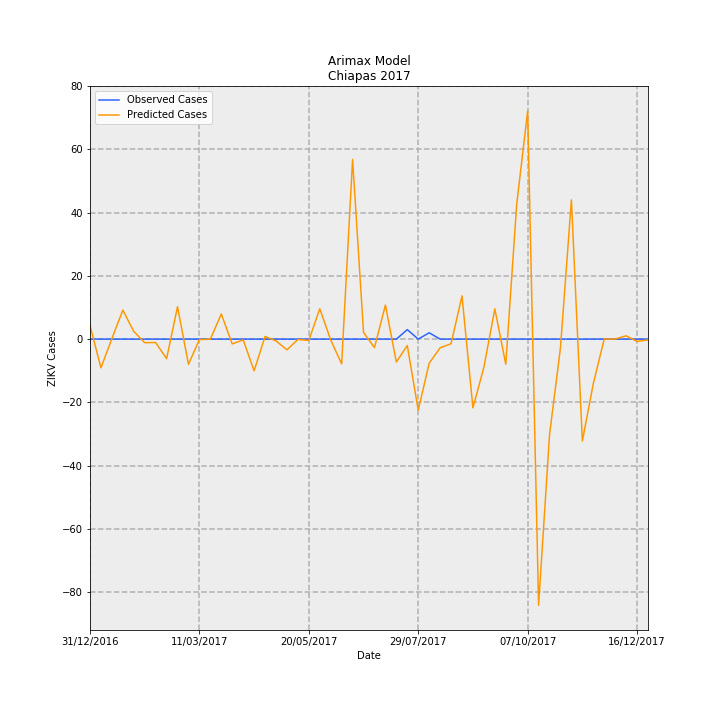 Arimax Model
Chiapas 2017
Observed Cases
Predicted Cases
ZIKV Cases
80
60
40
20
0
−20
−40
−60
−80
31/12/2016 11/03/2017 20/05/2017 29/07/2017 07/10/2017 16/12/2017
Date